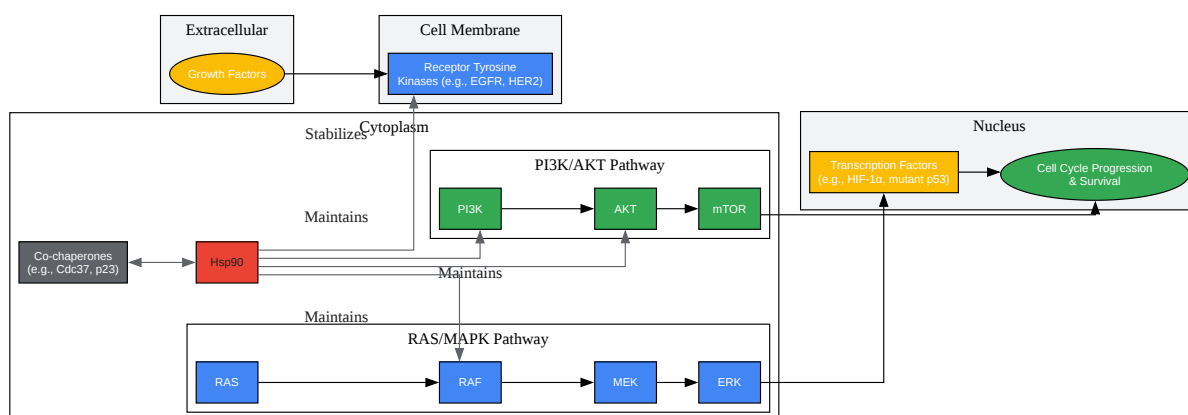 Extracellular
Growth Factors
Cell Membrane
Receptor Tyrosine
Kinases (e.g., EGFR, HER2)
Cytoplasm
Stabilizes
Nucleus
Transcription Factors
(e.g., HIF-1α, mutant p53)
Cell Cycle Progression
& Survival
PI3K/AKT Pathway
PI3K
AKT
mTOR
Maintains
Co-chaperones
(e.g., Cdc37, p23)
Hsp90
Maintains
Maintains
RAS/MAPK Pathway
RAS
RAF
MEK
ERK